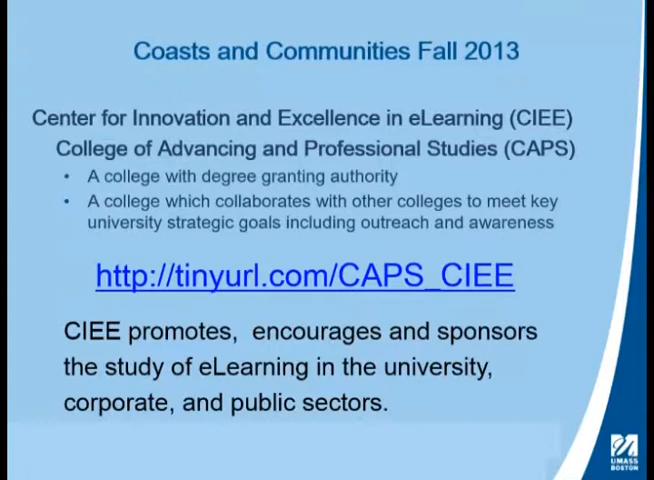 Coasts and Communities Fall 2013
Center for Innovation and Excellence in eLearning (CIEE)
College of Advancing and Professional Studies (CAPS)
• A college with degree granting authority
• A college which collaborates with other colleges to meet key
university strategic goals including outreach and awareness
http://tinyurl.com/CAPS_CIEE
CIEE promotes, encourages and sponsors
the study of eLearning in the university,
corporate, and public sectors.
UMASS
BOSTON